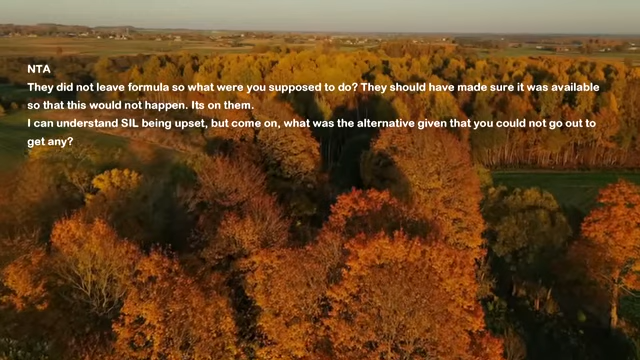 NTA
They did not leave formula so what were you supposed to do? They should have made sure it was available
so that this would not happen. Its on them.
I can understand SIL being upset, but come on, what was the alternative given that you could not go out to
get any?